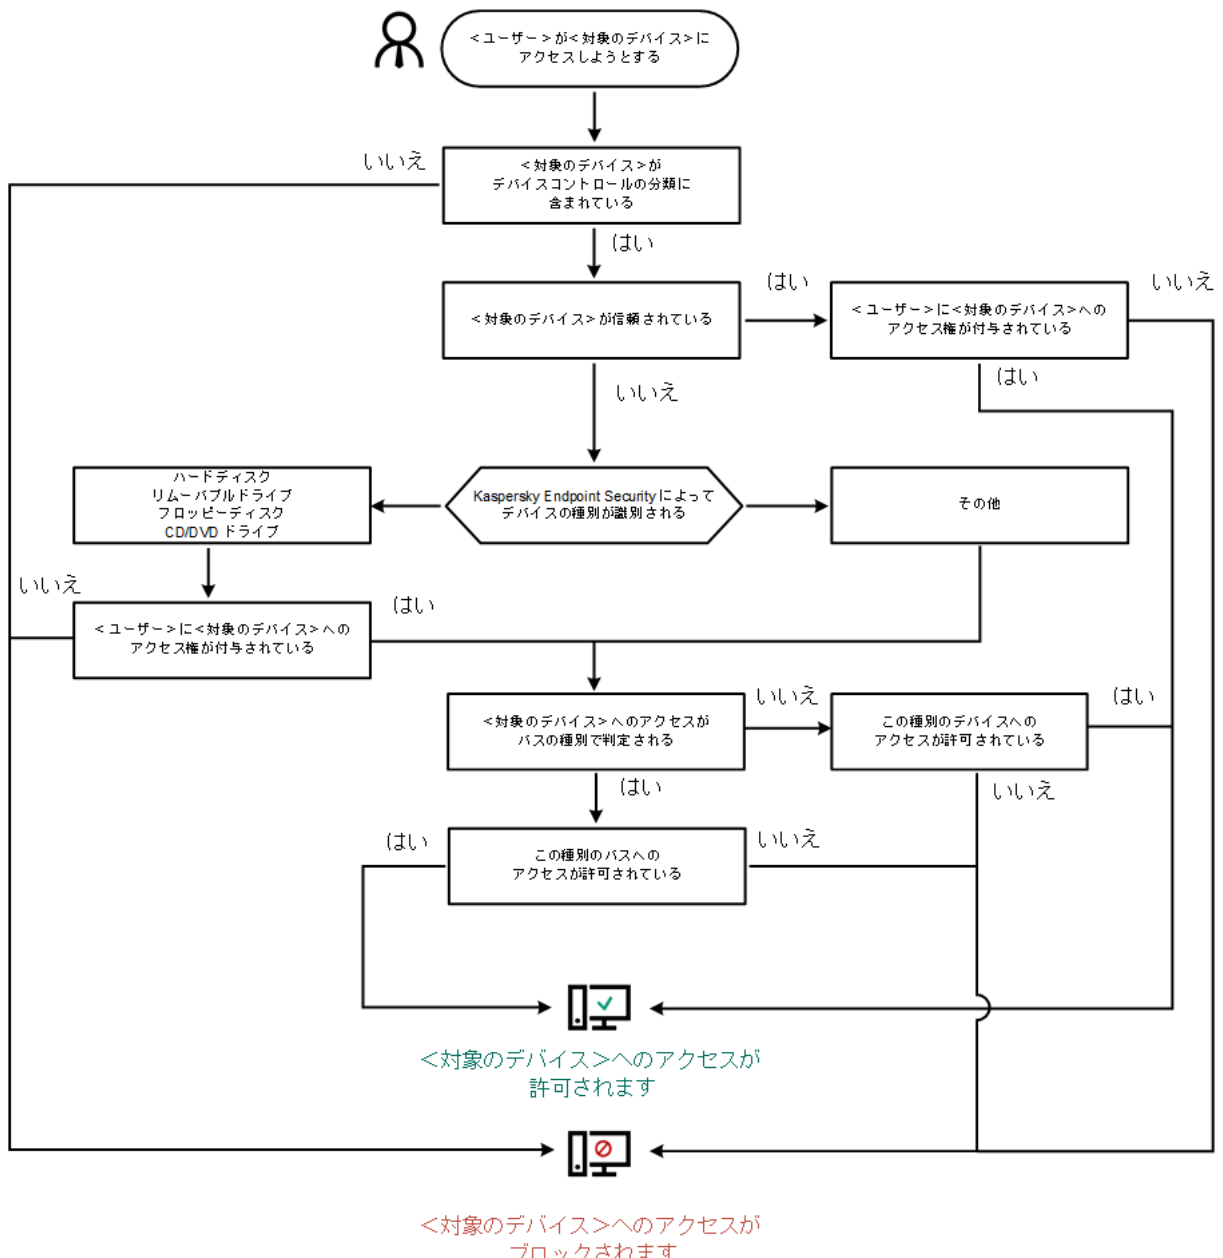 <ユーザー>が<対象のデバイス>に
アクセスしようとする
いいえ
<対象のデバイス>が
デバイスコントロールの分類に
含まれている
はい
はい
いいえ
<対象のデバイス>が信頼されている
<ユーザー>に<対象のデバイス>への
アクセス権が付与されている
いいえ
はい
ハードディスク
リムーバブルドライブ
フロッピーディスク
CD/DVD ドライブ
Kaspersky Endpoint Securityによって
デバイスの種別が識別される
その他
いいえ
はい
<ユーザー>に<対象のデバイス>への
アクセス権が付与されている
<対象のデバイス>へのアクセスが
バスの種別で判定される
いいえ
この種別のデバイスへの
アクセスが許可されている
はい
はい
いいえ
はい
この種別のバスへの
アクセスが許可されている
いいえ
<対象のデバイス>へのアクセスが
許可されます
<対象のデバイス>へのアクセスが
ブロックされます